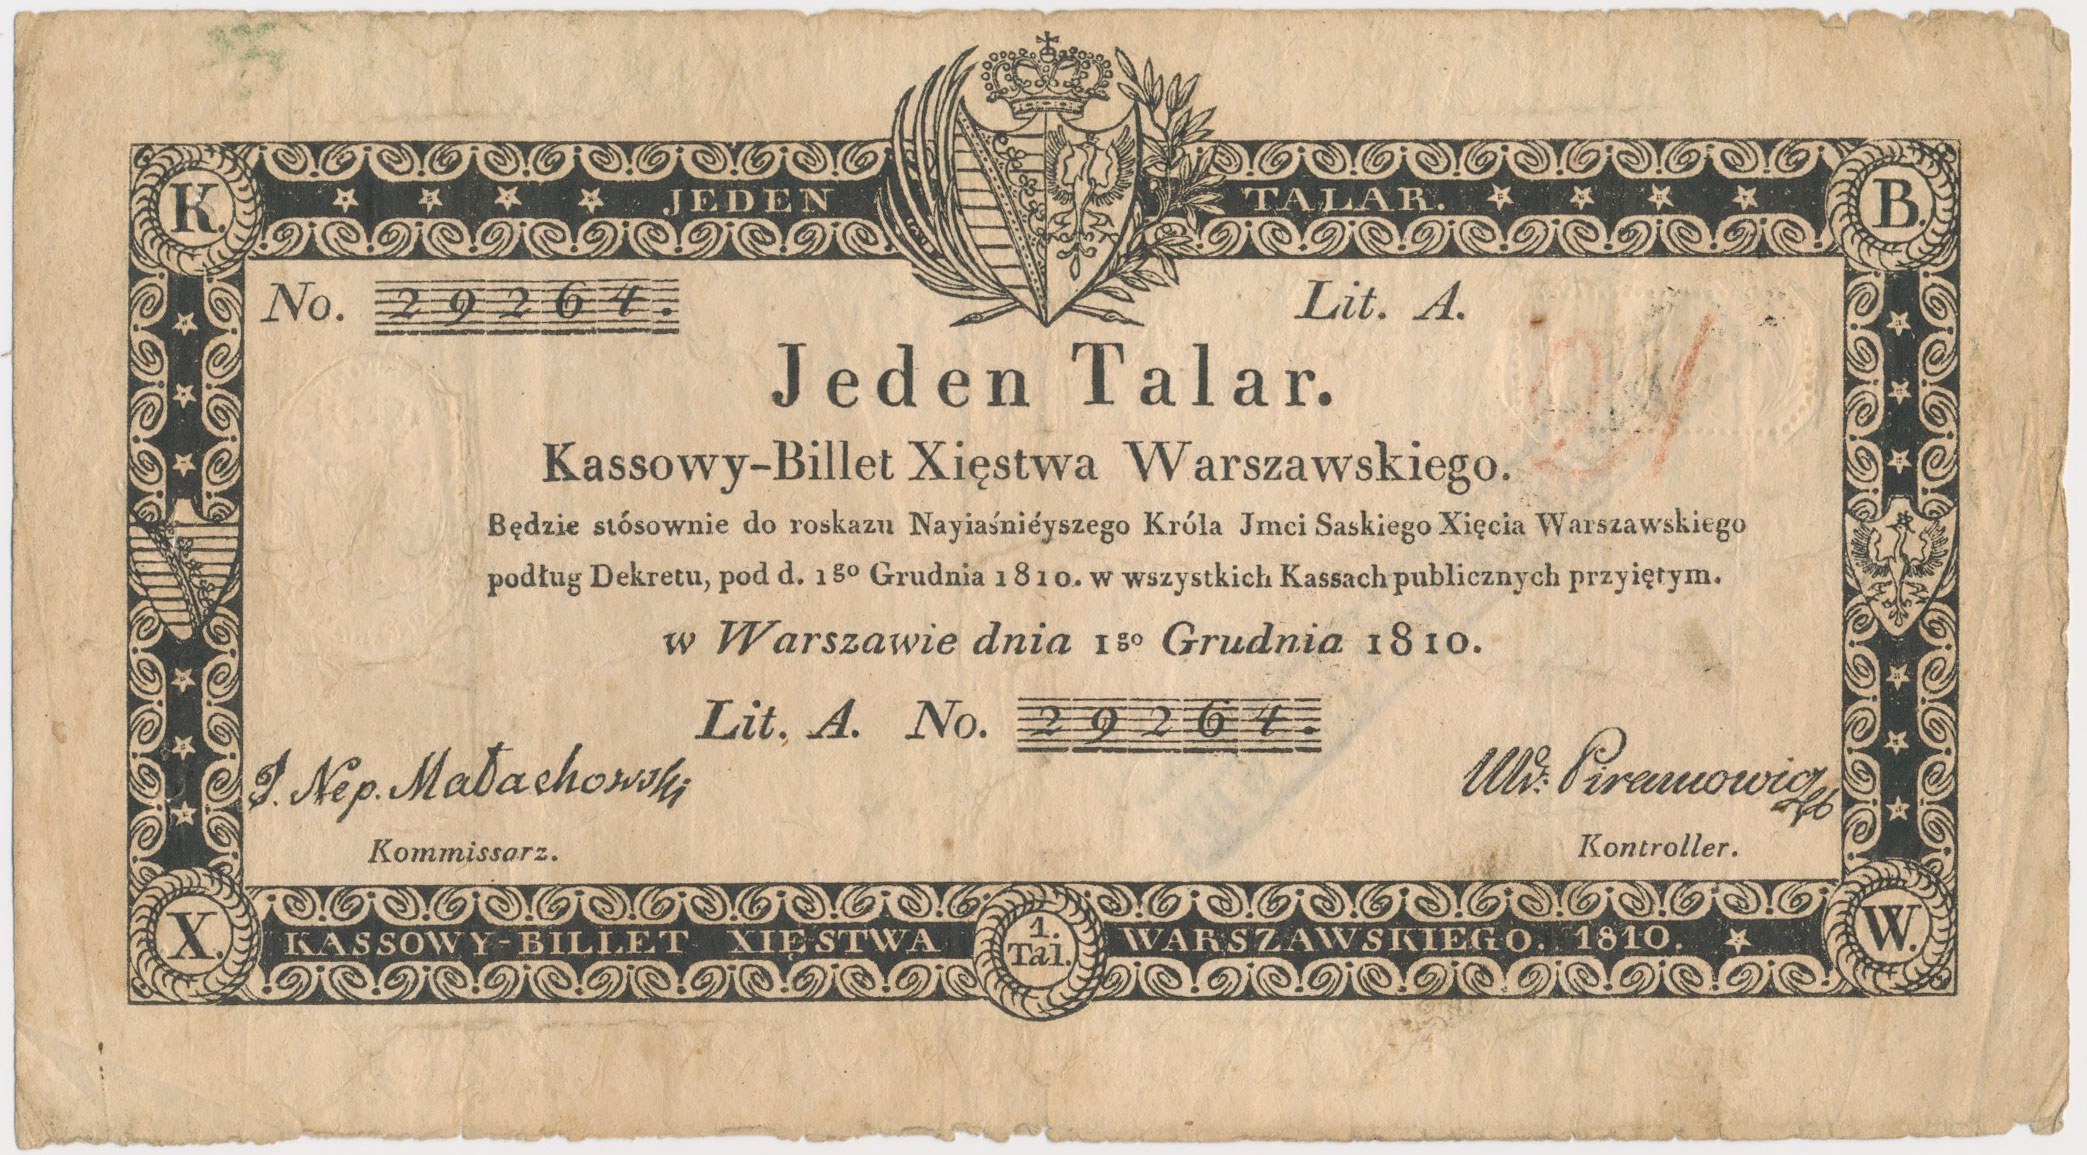 K. JEDEN TALAR. B.
No. 29264. Lit. A.
Jeden Talar.
Kassowy-Billet Xięstwa Warszawskiego.
Będzie stósownie do roskazu Nayiaśniéyszego Króla Jmci Saskiego Xięcia Warszawskiego
podług Dekretu, pod d. 1go Grudnia 1810. w wszystkich Kassach publicznych przyiętym.
w Warszawie dnia 1go Grudnia 1810.
Lit. A. No. 29264.
J. Nep. Małachowski
Kommissarz. Kontroller.
X. KASSOWY-BILLET XIĘSTWA 1. Tal. WARSZAWSKIEGO. 1810. W.